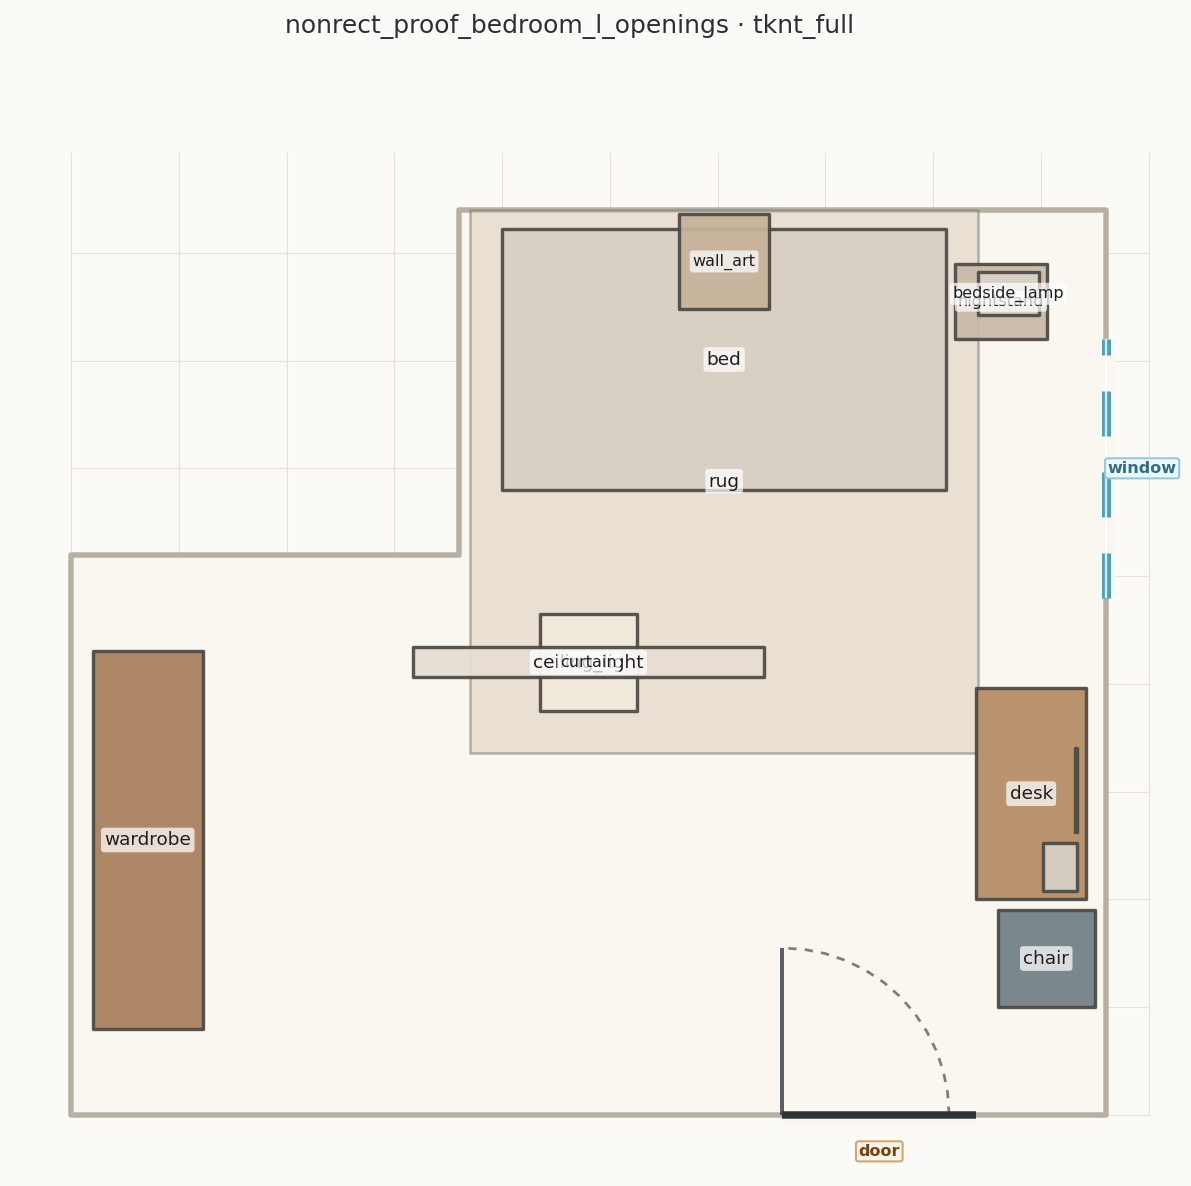 nonrect_proof_bedroom_l_openings · tknt_full
wall_art
bedside_lamp
bed
window
rug
curtain
desk
wardrobe
chair
door